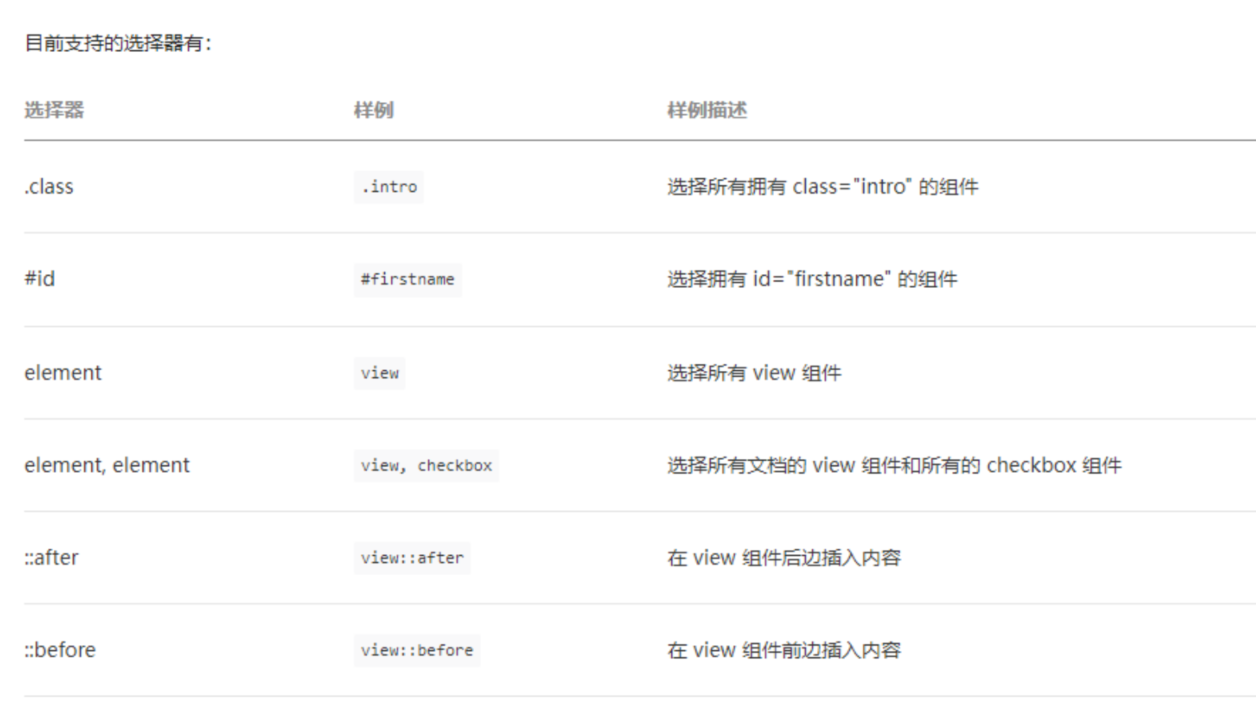 目前支持的选择器有：
选择器 样例 样例描述
.class .intro 选择所有拥有 class="intro" 的组件
#id #firstname 选择拥有 id="firstname" 的组件
element view 选择所有 view 组件
element, element view, checkbox 选择所有文档的 view 组件和所有的 checkbox 组件
::after view::after 在 view 组件后边插入内容
::before view::before 在 view 组件前边插入内容